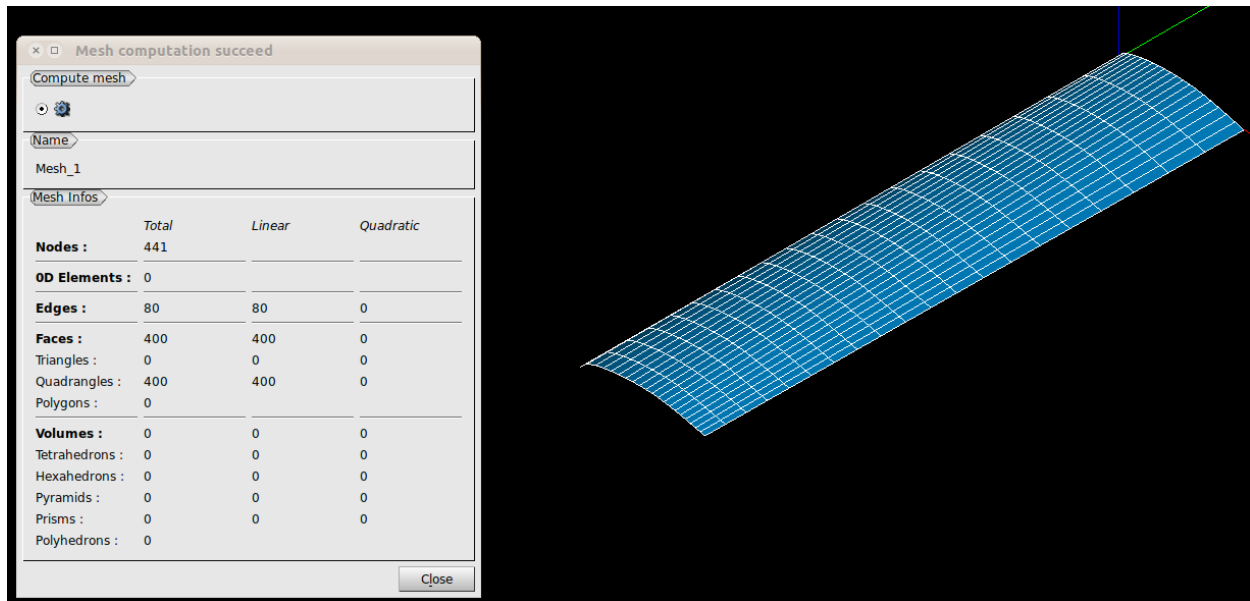 Mesh computation succeed
Compute mesh
Name
Mesh_1
Mesh Infos
Total Linear Quadratic
Nodes : 441
0D Elements : 0
Edges : 80 80 0
Faces : 400 400 0
Triangles : 0 0 0
Quadrangles : 400 400 0
Polygons : 0
Volumes : 0 0 0
Tetrahedrons : 0 0 0
Hexahedrons : 0 0 0
Pyramids : 0 0 0
Prisms : 0 0 0
Polyhedrons : 0
Close